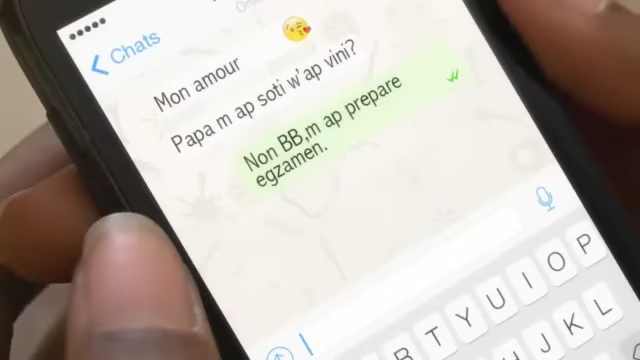 Chats
Mon amour 😘
Papa m ap soti w'ap vini?
Non BB,m ap prepare
egzamen.
R T Y U I O P
J K L